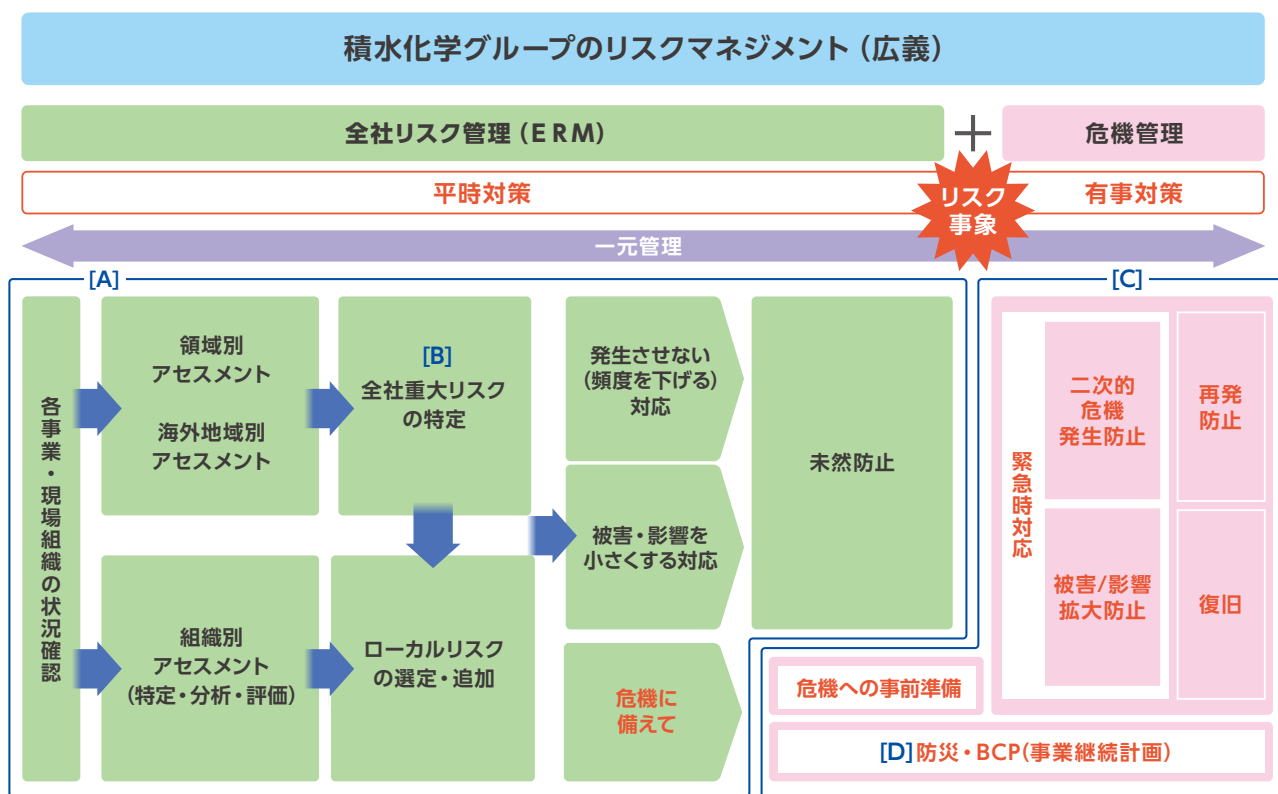 積水化学グループのリスクマネジメント（広義）
全社リスク管理（ERM）
危機管理
平時対策
リスク
事象
有事対策
一元管理
[A]
[C]
各事業・現場組織の状況確認
領域別
アセスメント
海外地域別
アセスメント
組織別
アセスメント
(特定・分析・評価)
[B]
全社重大リスク
の特定
ローカルリスク
の選定・追加
発生させない
(頻度を下げる)
対応
被害・影響を
小さくする対応
危機に
備えて
未然防止
緊急時対応
二次的
危機
発生防止
被害/影響
拡大防止
再発
防止
復旧
危機への事前準備
[D]防災・BCP(事業継続計画)